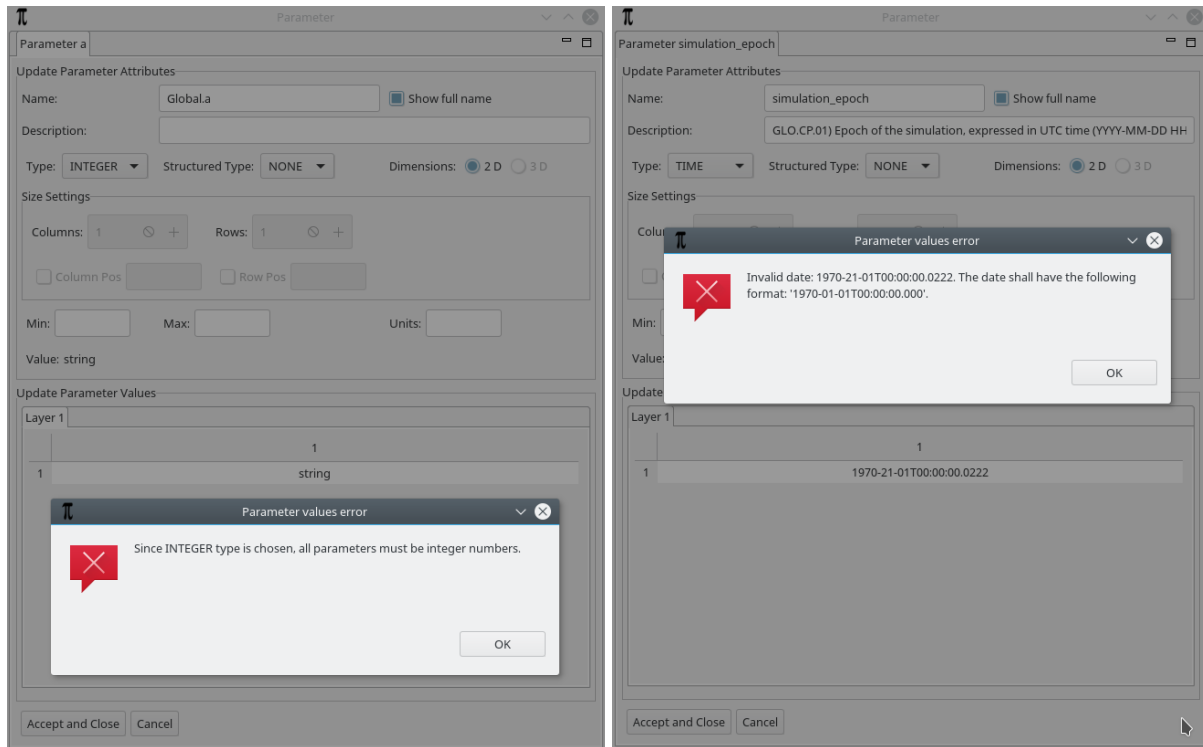 Parameter
Parameter a
Update Parameter Attributes
Name: Global.a Show full name
Description:
Type: INTEGER Structured Type: NONE Dimensions: 2 D 3 D
Size Settings
Columns: 1 Rows: 1
Column Pos Row Pos
Min: Max: Units:
Value: string
Update Parameter Values
Layer 1
1
1 string
Parameter values error
Since INTEGER type is chosen, all parameters must be integer numbers.
OK
Accept and Close Cancel
Parameter
Parameter simulation_epoch
Update Parameter Attributes
Name: simulation_epoch Show full name
Description: GLO.CP.01) Epoch of the simulation, expressed in UTC time (YYYY-MM-DD HH
Type: TIME Structured Type: NONE Dimensions: 2 D 3 D
Size Settings
Colu
Parameter values error
Invalid date: 1970-21-01T00:00:00.0222. The date shall have the following
format: '1970-01-01T00:00:00.000'.
OK
Min:
Value:
Update
Layer 1
1
1 1970-21-01T00:00:00.0222
Accept and Close Cancel